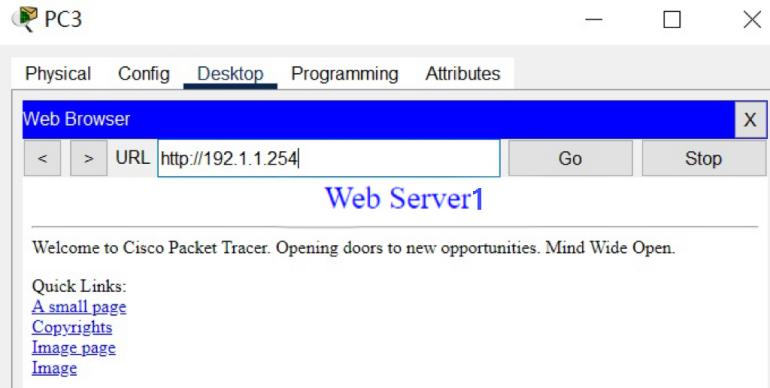 PC3
Physical Config Desktop Programming Attributes
Web Browser X
< > URL http://192.1.1.254 Go Stop
Web Server1
Welcome to Cisco Packet Tracer. Opening doors to new opportunities. Mind Wide Open.
Quick Links:
A small page
Copyrights
Image page
Image